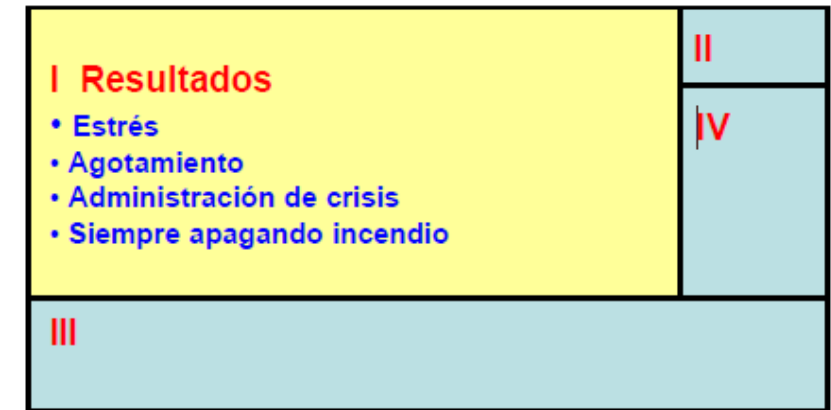 I Resultados
• Estrés
• Agotamiento
• Administración de crisis
• Siempre apagando incendio
II
IV
III